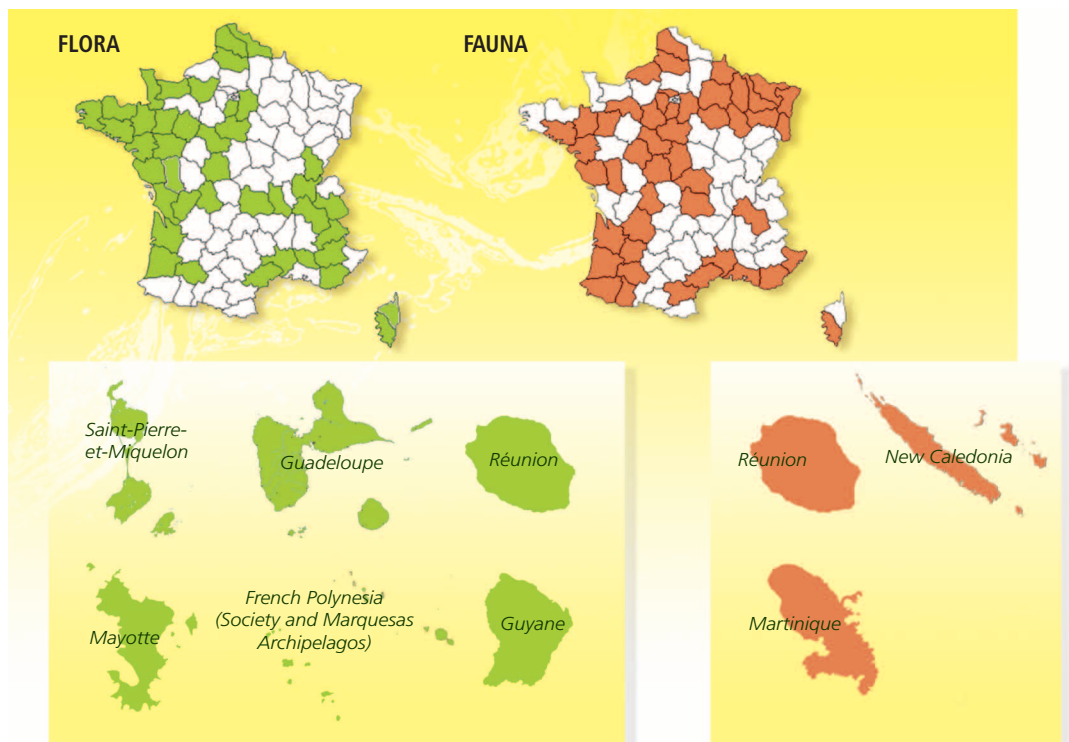 FLORA
FAUNA
Saint-Pierre-
et-Miquelon
Guadeloupe
Réunion
Réunion
New Caledonia
Mayotte
French Polynesia
(Society and Marquesas
Archipelagos)
Guyane
Martinique